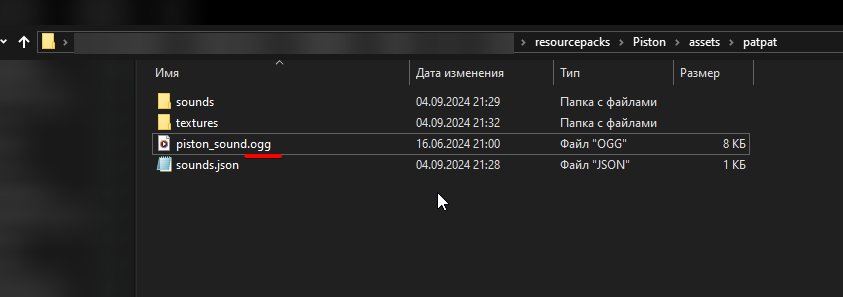 resourcepacks > Piston > assets > patpat
Имя Дата изменения Тип Размер
sounds 04.09.2024 21:29 Папка с файлами
textures 04.09.2024 21:32 Папка с файлами
piston_sound.ogg 16.06.2024 21:00 Файл "OGG" 8 КБ
sounds.json 04.09.2024 21:28 Файл "JSON" 1 КБ